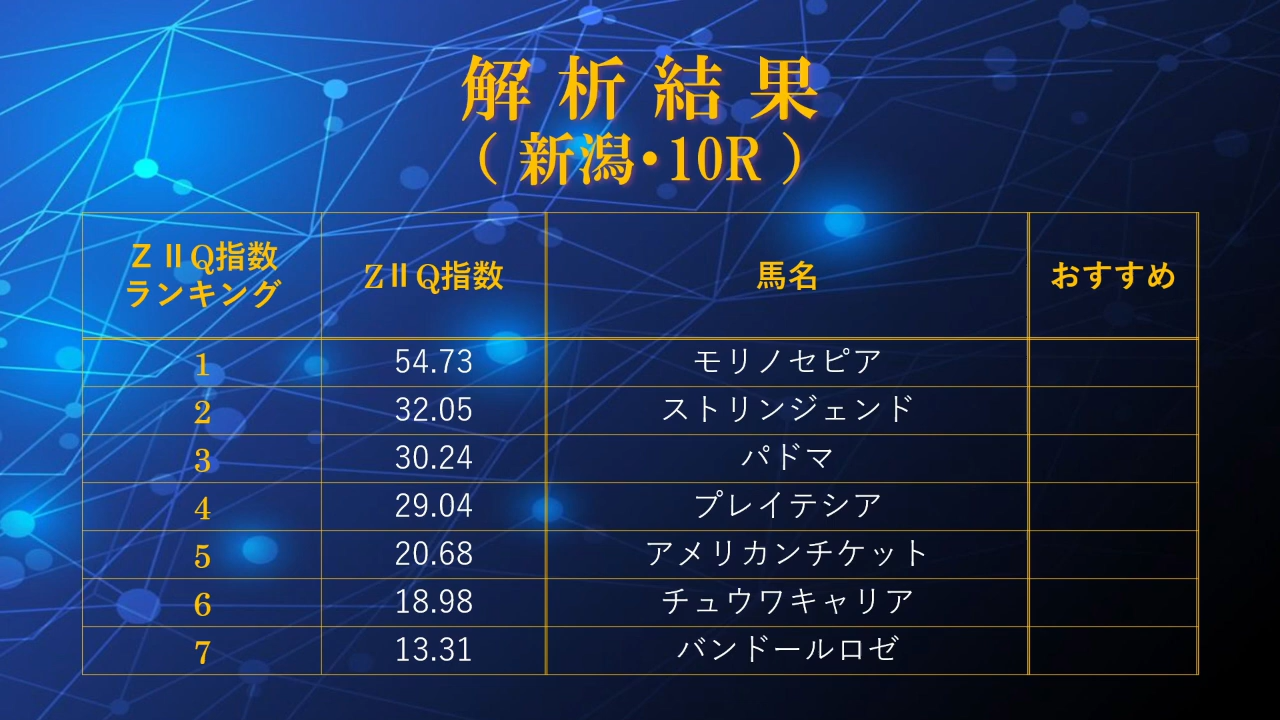 解析結果
（新潟・10R）
ＺⅡQ指数
ランキング
ZⅡQ指数
馬名
おすすめ
1 54.73 モリノセピア
2 32.05 ストリンジェンド
3 30.24 パドマ
4 29.04 プレイテシア
5 20.68 アメリカンチケット
6 18.98 チュウワキャリア
7 13.31 バンドールロゼ